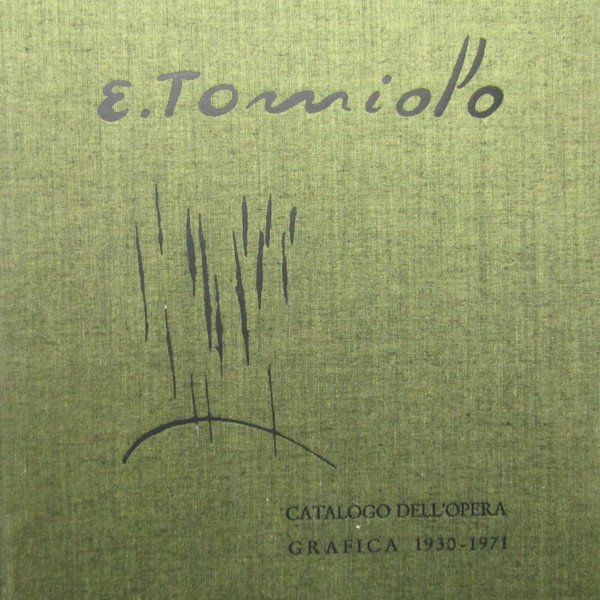 E. Tomiolo
CATALOGO DELL'OPERA
GRAFICA 1930-1971